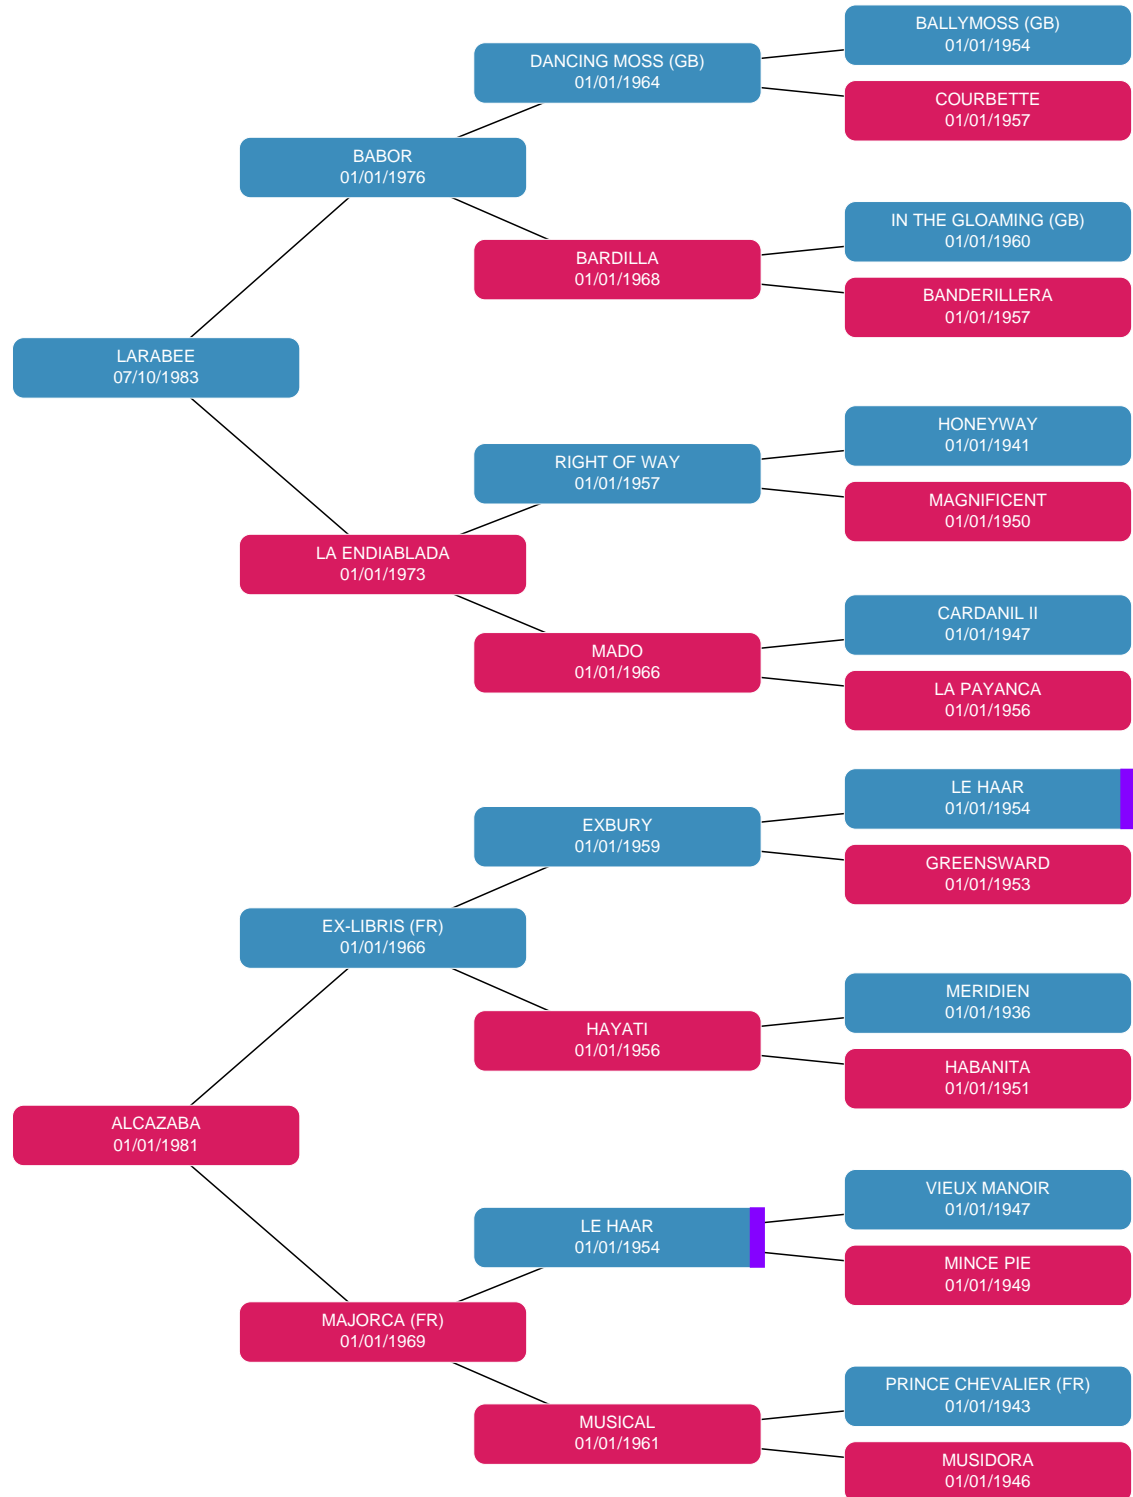 BALLYMOSS (GB)
01/01/1954
DANCING MOSS (GB)
01/01/1964
COURBETTE
01/01/1957
BABOR
01/01/1976
IN THE GLOAMING (GB)
01/01/1960
BARDILLA
01/01/1968
BANDERILLERA
01/01/1957
LARABEE
07/10/1983
HONEYWAY
01/01/1941
RIGHT OF WAY
01/01/1957
MAGNIFICENT
01/01/1950
LA ENDIABLADA
01/01/1973
CARDANIL II
01/01/1947
MADO
01/01/1966
LA PAYANCA
01/01/1956
LE HAAR
01/01/1954
EXBURY
01/01/1959
GREENSWARD
01/01/1953
EX-LIBRIS (FR)
01/01/1966
MERIDIEN
01/01/1936
HAYATI
01/01/1956
HABANITA
01/01/1951
ALCAZABA
01/01/1981
VIEUX MANOIR
01/01/1947
LE HAAR
01/01/1954
MINCE PIE
01/01/1949
MAJORCA (FR)
01/01/1969
PRINCE CHEVALIER (FR)
01/01/1943
MUSICAL
01/01/1961
MUSIDORA
01/01/1946